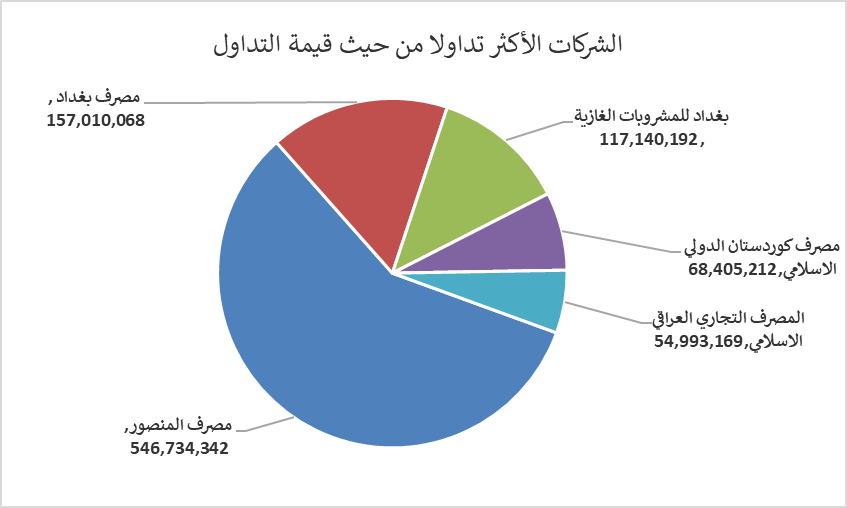 الشركات الأكثر تداولا من حيث قيمة التداول
مصرف بغداد ,
157,010,068
بغداد للمشروبات الغازية
, 117,140,192
مصرف كوردستان الدولي
الاسلامي, 68,405,212
المصرف التجاري العراقي
الاسلامي, 54,993,169
مصرف المنصور,
546,734,342